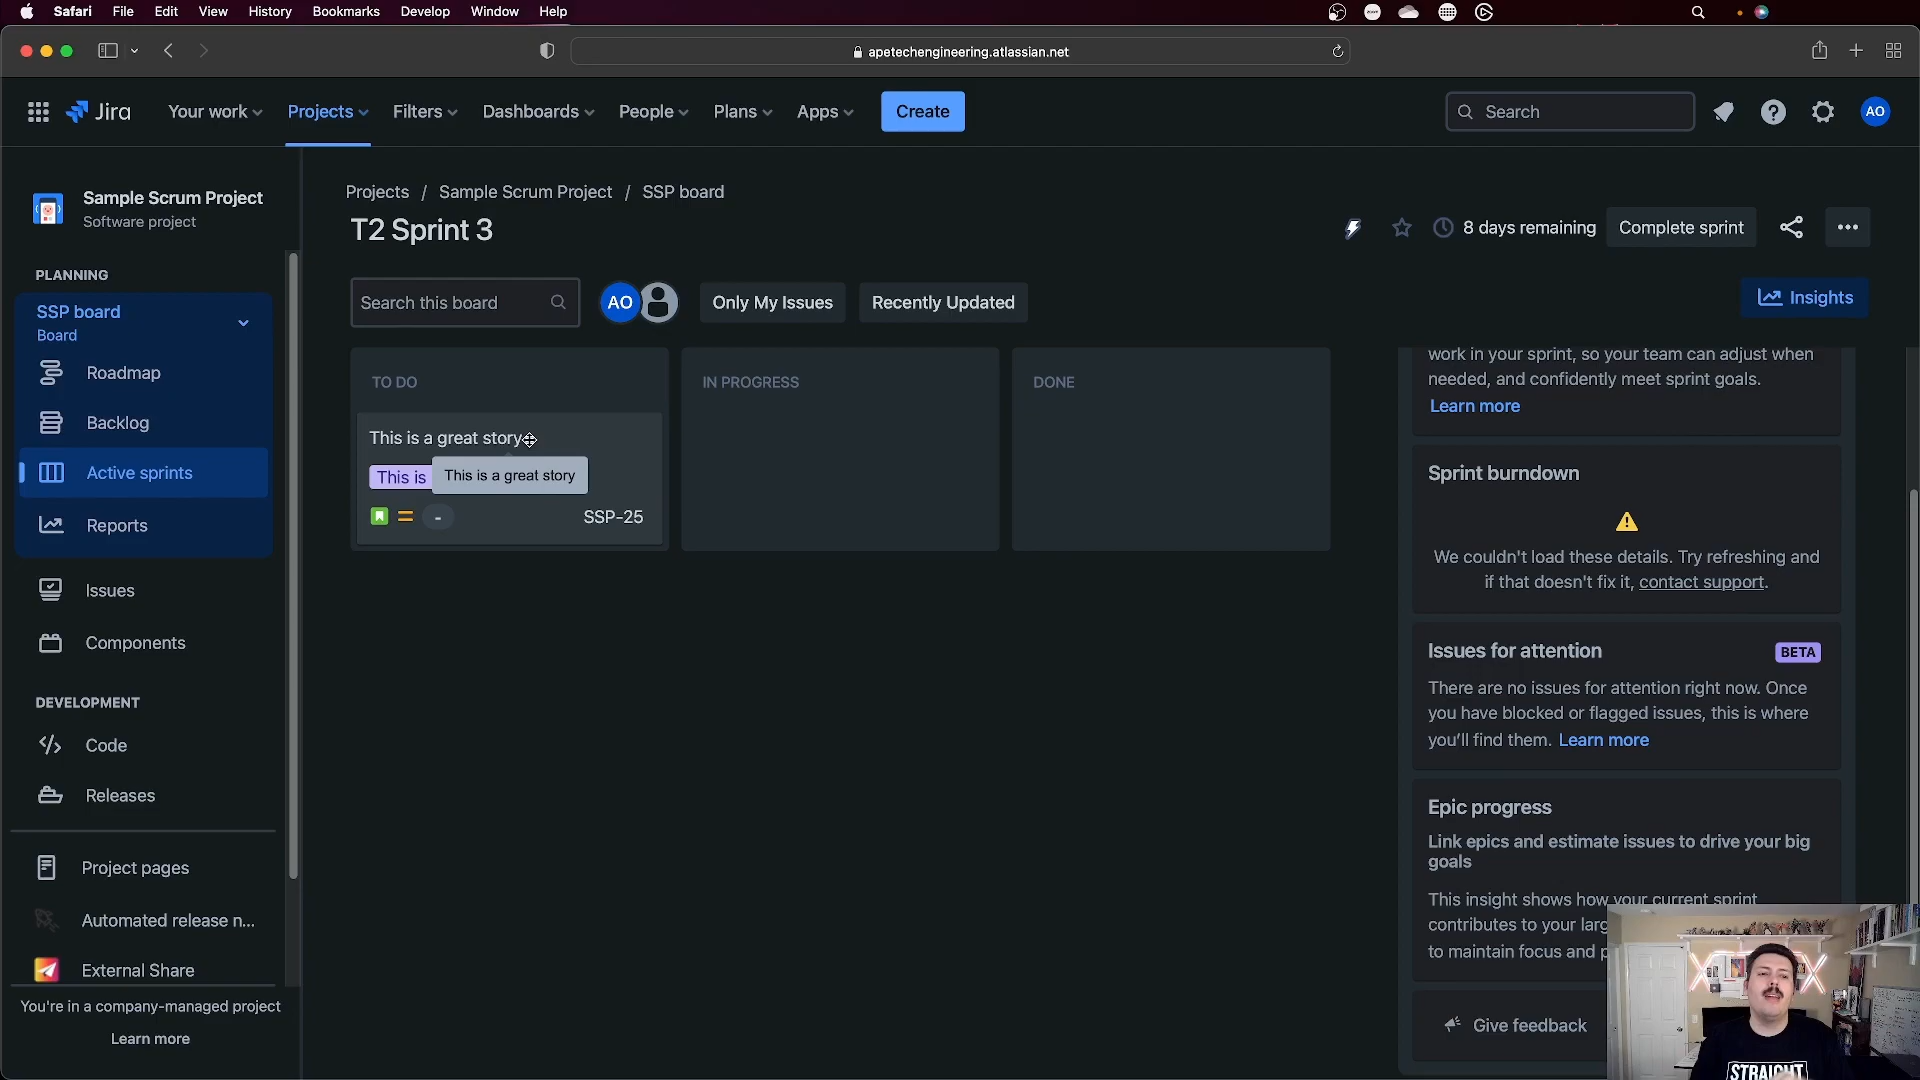 Safari File Edit View History Bookmarks Develop Window Help
apetechengineering.atlassian.net
Jira Your work Projects Filters Dashboards People Plans Apps Create Search AO
Sample Scrum Project
Software project
PLANNING
SSP board
Board
Roadmap
Backlog
Active sprints
Reports
Issues
Components
DEVELOPMENT
Code
Releases
Project pages
Automated release n...
External Share
You're in a company-managed project
Learn more
Projects / Sample Scrum Project / SSP board
T2 Sprint 3
8 days remaining Complete sprint
Search this board AO Only My Issues Recently Updated Insights
TO DO
This is a great story
This is
This is a great story
- SSP-25
IN PROGRESS
DONE
work in your sprint, so your team can adjust when
needed, and confidently meet sprint goals.
Learn more
Sprint burndown
We couldn't load these details. Try refreshing and
if that doesn't fix it, contact support.
Issues for attention BETA
There are no issues for attention right now. Once
you have blocked or flagged issues, this is where
you'll find them. Learn more
Epic progress
Link epics and estimate issues to drive your big
goals
This insight shows how your current sprint
contributes to your
to maintain focus and
Give feedback
STRAIGHT